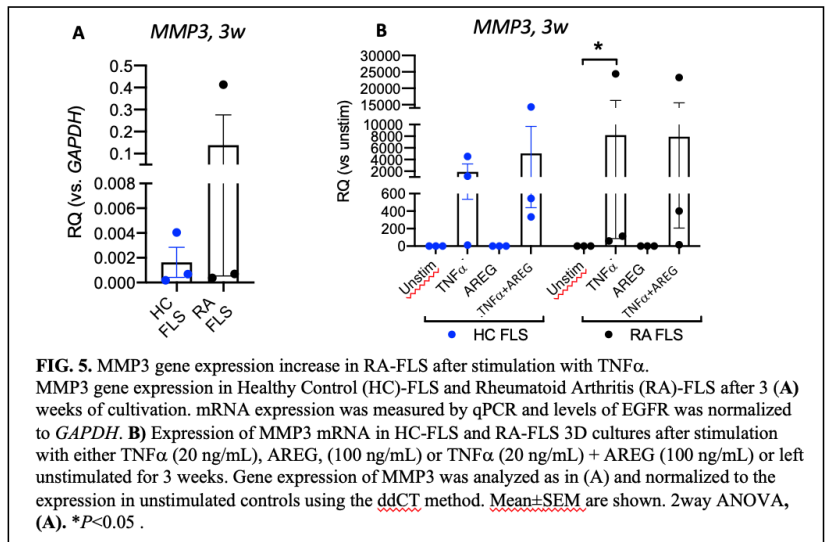 A
MMP3, 3w
RQ (vs. GAPDH)
0.5
0.4
0.3
0.2
0.1
0.008
0.006
0.004
0.002
0.000
HC FLS
RA FLS
B
MMP3, 3w
RQ (vs unstim)
30000
25000
20000
15000
10000
8000
6000
4000
2000
600
400
200
0
*
Unstim
TNFα
AREG
TNFα+AREG
Unstim
TNFα
AREG
TNFα+AREG
HC FLS
RA FLS
FIG. 5. MMP3 gene expression increase in RA-FLS after stimulation with TNFα.
MMP3 gene expression in Healthy Control (HC)-FLS and Rheumatoid Arthritis (RA)-FLS after 3 (A)
weeks of cultivation. mRNA expression was measured by qPCR and levels of EGFR was normalized
to GAPDH. B) Expression of MMP3 mRNA in HC-FLS and RA-FLS 3D cultures after stimulation
with either TNFα (20 ng/mL), AREG, (100 ng/mL) or TNFα (20 ng/mL) + AREG (100 ng/mL) or left
unstimulated for 3 weeks. Gene expression of MMP3 was analyzed as in (A) and normalized to the
expression in unstimulated controls using the ddCT method. Mean±SEM are shown. 2way ANOVA,
(A). *P<0.05 .